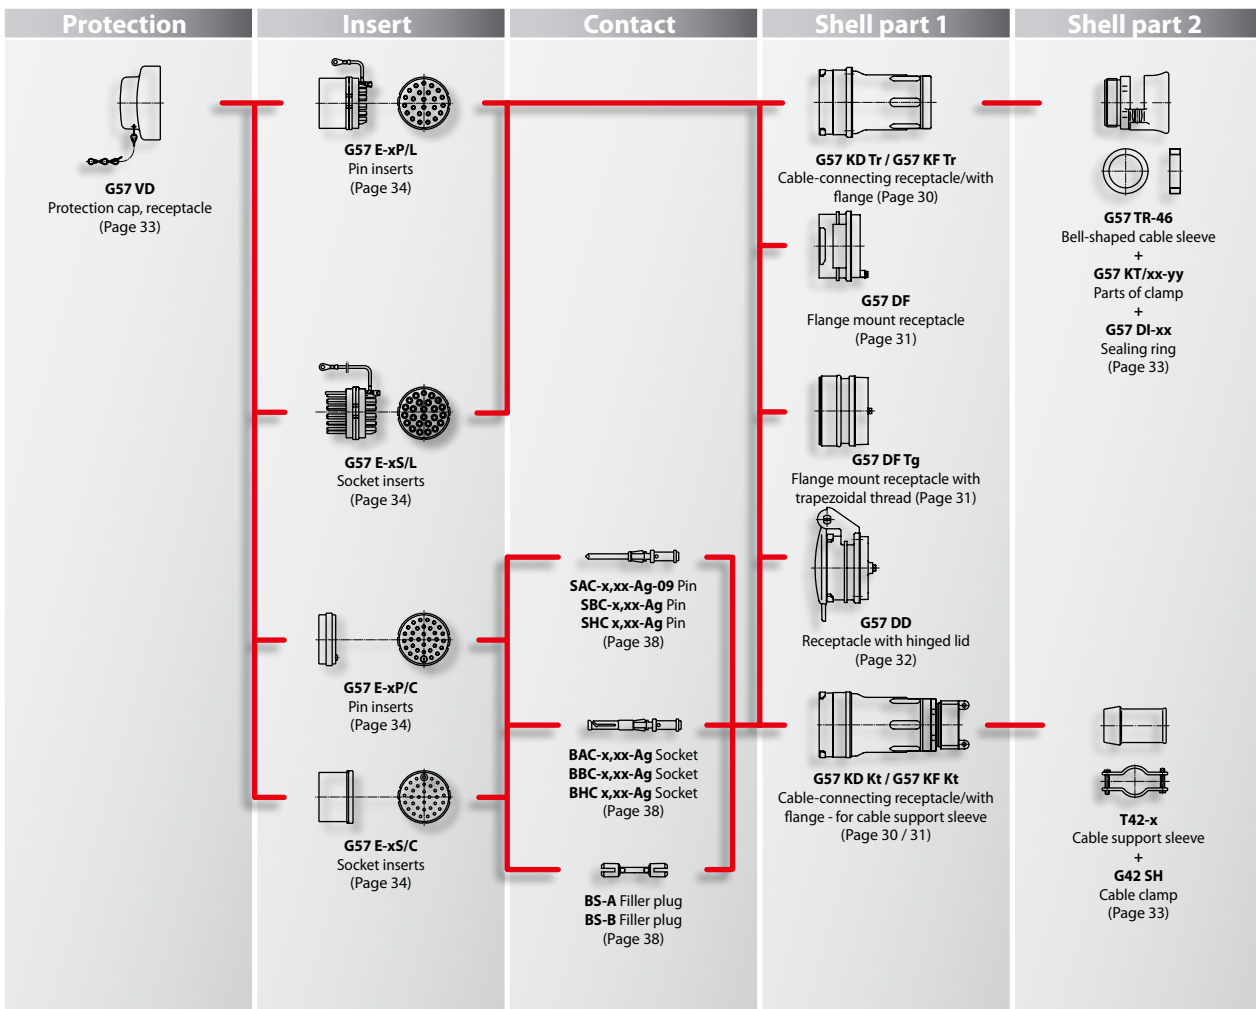 Protection
Insert
Contact
Shell part 1
Shell part 2
G57 VD
Protection cap, receptacle
(Page 33)
G57 E-xP/L
Pin inserts
(Page 34)
G57 E-xS/L
Socket inserts
(Page 34)
G57 E-xP/C
Pin inserts
(Page 34)
G57 E-xS/C
Socket inserts
(Page 34)
SAC-x,xx-Ag-09 Pin
SBC-x,xx-Ag Pin
SHC x,xx-Ag Pin
(Page 38)
BAC-x,xx-Ag Socket
BBC-x,xx-Ag Socket
BHC x,xx-Ag Socket
(Page 38)
BS-A Filler plug
BS-B Filler plug
(Page 38)
G57 KD Tr / G57 KF Tr
Cable-connecting receptacle/with
flange (Page 30)
G57 DF
Flange mount receptacle
(Page 31)
G57 DF Tg
Flange mount receptacle with
trapezoidal thread (Page 31)
G57 DD
Receptacle with hinged lid
(Page 32)
G57 KD Kt / G57 KF Kt
Cable-connecting receptacle/with
flange - for cable support sleeve
(Page 30 / 31)
G57 TR-46
Bell-shaped cable sleeve
+
G57 KT/xx-yy
Parts of clamp
+
G57 DI-xx
Sealing ring
(Page 33)
T42-x
Cable support sleeve
+
G42 SH
Cable clamp
(Page 33)